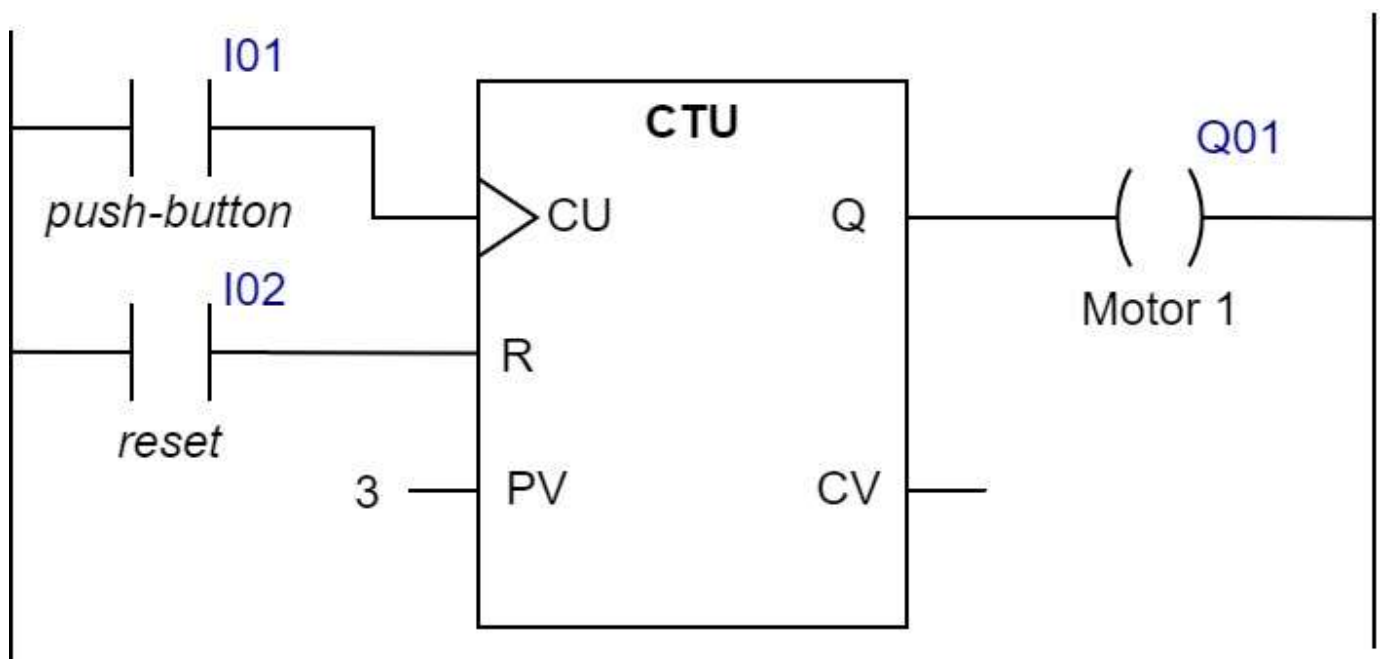 I01
CTU
Q01
push-button
CU
Q
I02
Motor 1
R
reset
3
PV
CV